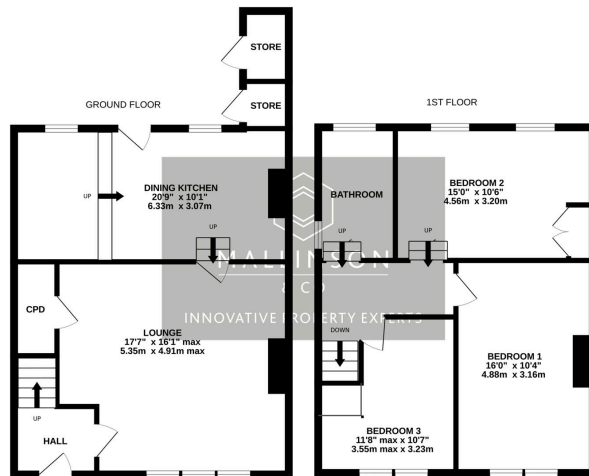 GROUND FLOOR
STORE
STORE
UP
DINING KITCHEN
20'9" x 10'1"
6.33m x 3.07m
UP
CPD
LOUNGE
17'7" x 16'1" max
5.35m x 4.91m max
UP
HALL
1ST FLOOR
BATHROOM
BEDROOM 2
15'0" x 10'6"
4.56m x 3.20m
UP
UP
DOWN
BEDROOM 1
16'0" x 10'4"
4.88m x 3.16m
BEDROOM 3
11'8" max x 10'7"
3.55m max x 3.23m
MALLINSON
& CO
INNOVATIVE PROPERTY EXPERTS